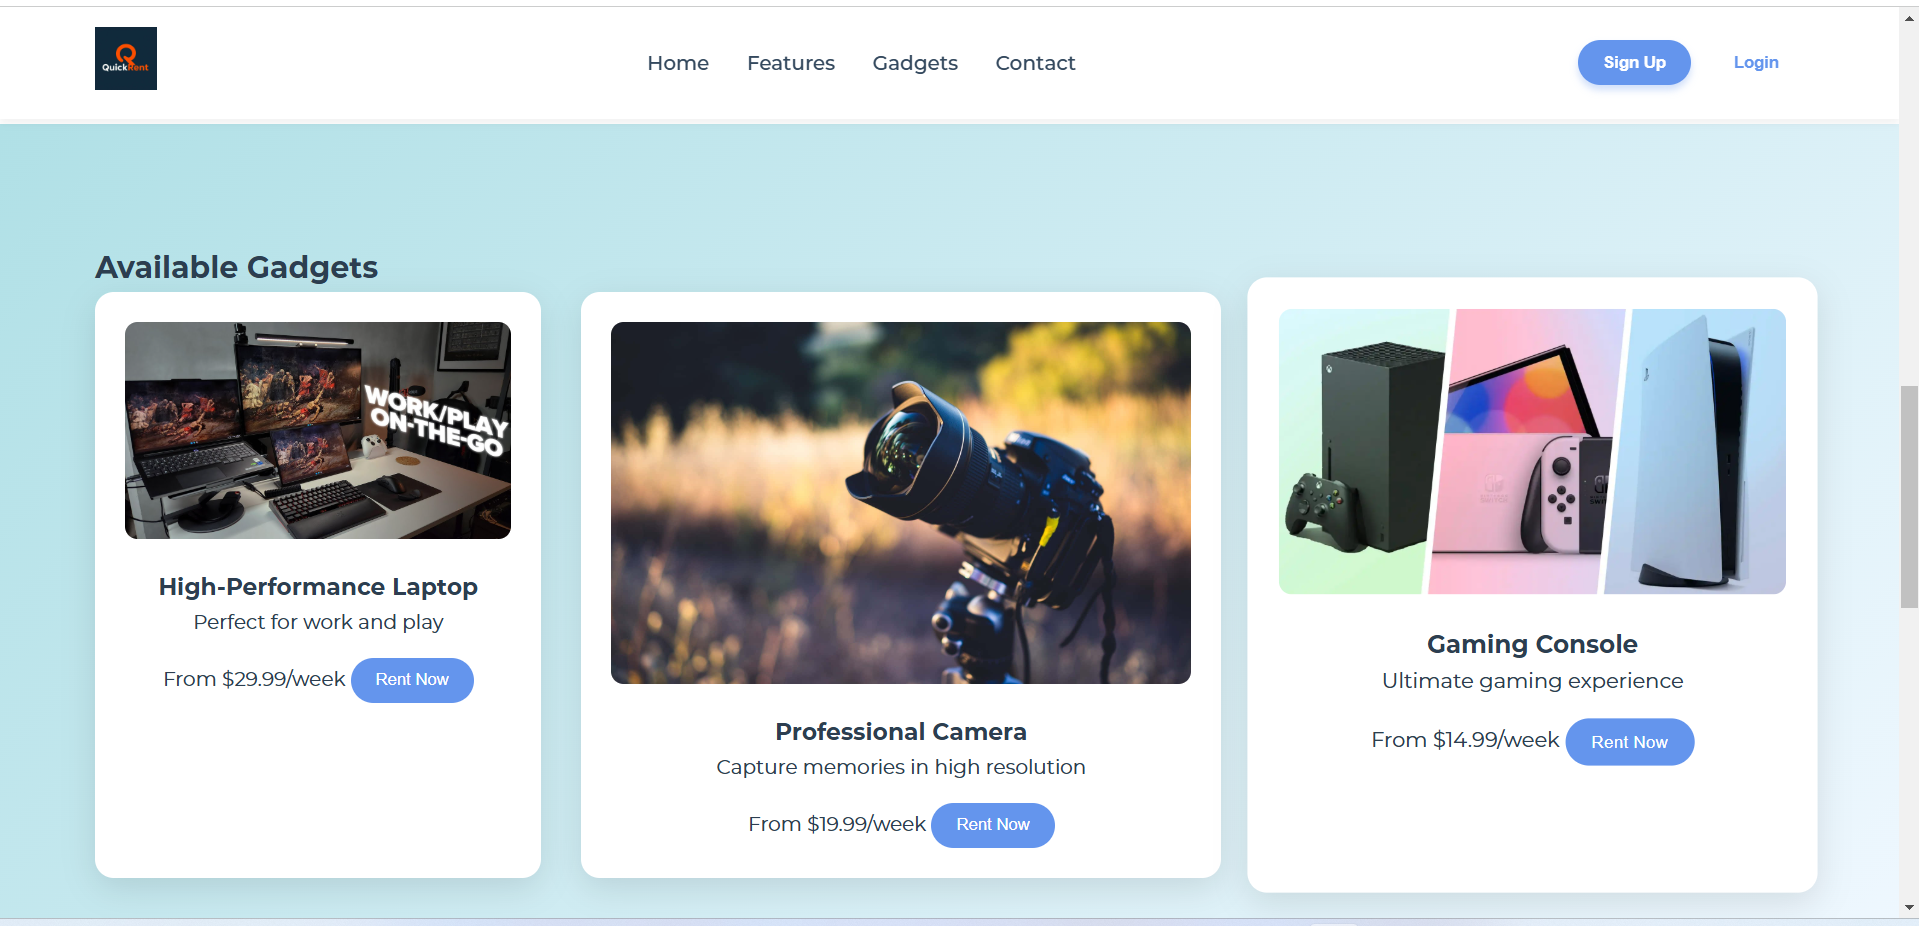 QuickRent
Home
Features
Gadgets
Contact
Sign Up
Login
Available Gadgets
WORK/PLAY
ON-THE-GO
High-Performance Laptop
Perfect for work and play
From $29.99/week Rent Now
Professional Camera
Capture memories in high resolution
From $19.99/week Rent Now
Gaming Console
Ultimate gaming experience
From $14.99/week Rent Now